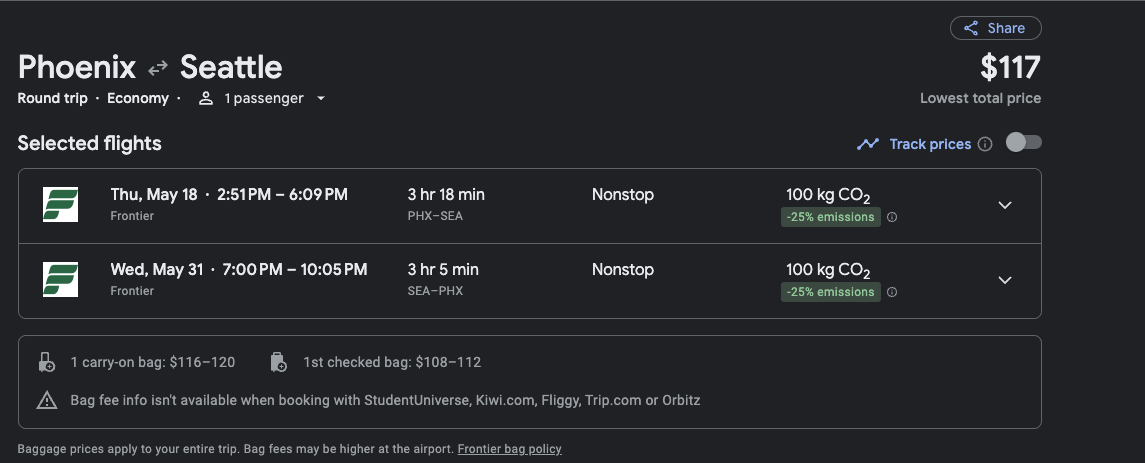 Share
Phoenix Seattle
$117
Round trip · Economy · 1 passenger
Lowest total price
Selected flights
Track prices
Thu, May 18 · 2:51 PM – 6:09 PM
3 hr 18 min
Nonstop
100 kg CO2
Frontier
PHX–SEA
-25% emissions
Wed, May 31 · 7:00 PM – 10:05 PM
3 hr 5 min
Nonstop
100 kg CO2
Frontier
SEA–PHX
-25% emissions
1 carry-on bag: $116–120
1st checked bag: $108–112
Bag fee info isn't available when booking with StudentUniverse, Kiwi.com, Fliggy, Trip.com or Orbitz
Baggage prices apply to your entire trip. Bag fees may be higher at the airport. Frontier bag policy